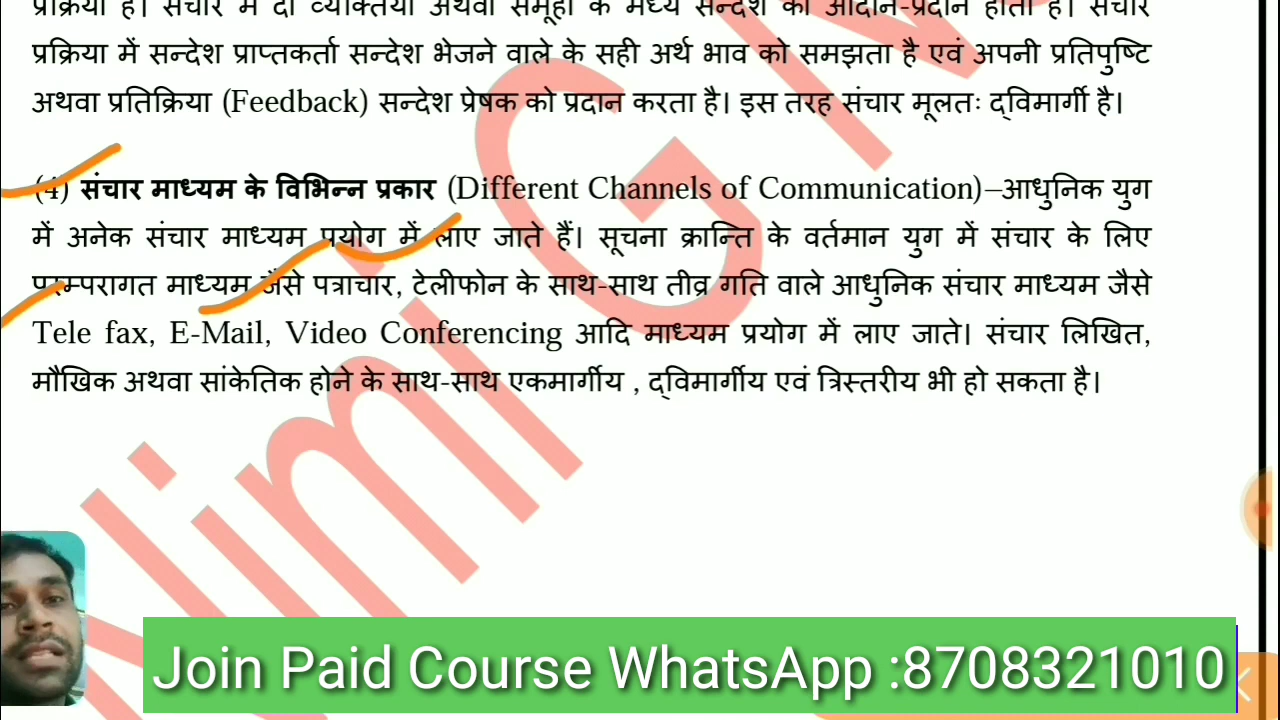 प्रक्रिया है। संचार में दो व्यक्तियों अथवा समूहों के मध्य सन्देश का आदान-प्रदान होता है। संचार
प्रक्रिया में सन्देश प्राप्तकर्ता सन्देश भेजने वाले के सही अर्थ भाव को समझता है एवं अपनी प्रतिपुष्टि
अथवा प्रतिक्रिया (Feedback) सन्देश प्रेषक को प्रदान करता है। इस तरह संचार मूलतः द्विमार्गी है।
(4) संचार माध्यम के विभिन्न प्रकार (Different Channels of Communication)–आधुनिक युग
में अनेक संचार माध्यम प्रयोग में लाए जाते हैं। सूचना क्रान्ति के वर्तमान युग में संचार के लिए
परम्परागत माध्यम जैसे पत्राचार, टेलीफोन के साथ-साथ तीव्र गति वाले आधुनिक संचार माध्यम जैसे
Tele fax, E-Mail, Video Conferencing आदि माध्यम प्रयोग में लाए जाते। संचार लिखित,
मौखिक अथवा सांकेतिक होने के साथ-साथ एकमार्गीय , द्विमार्गीय एवं त्रिस्तरीय भी हो सकता है।
Join Paid Course WhatsApp :8708321010